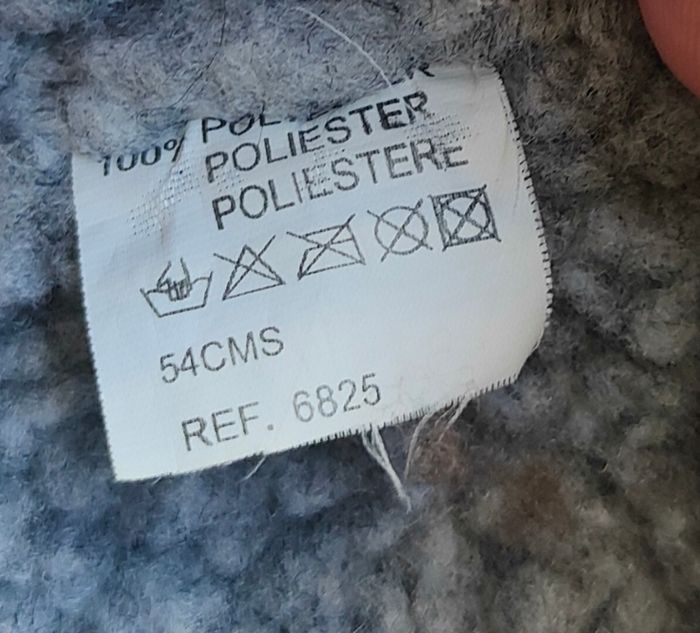 100% POLIESTER
POLIESTERE
54CMS
REF. 6825